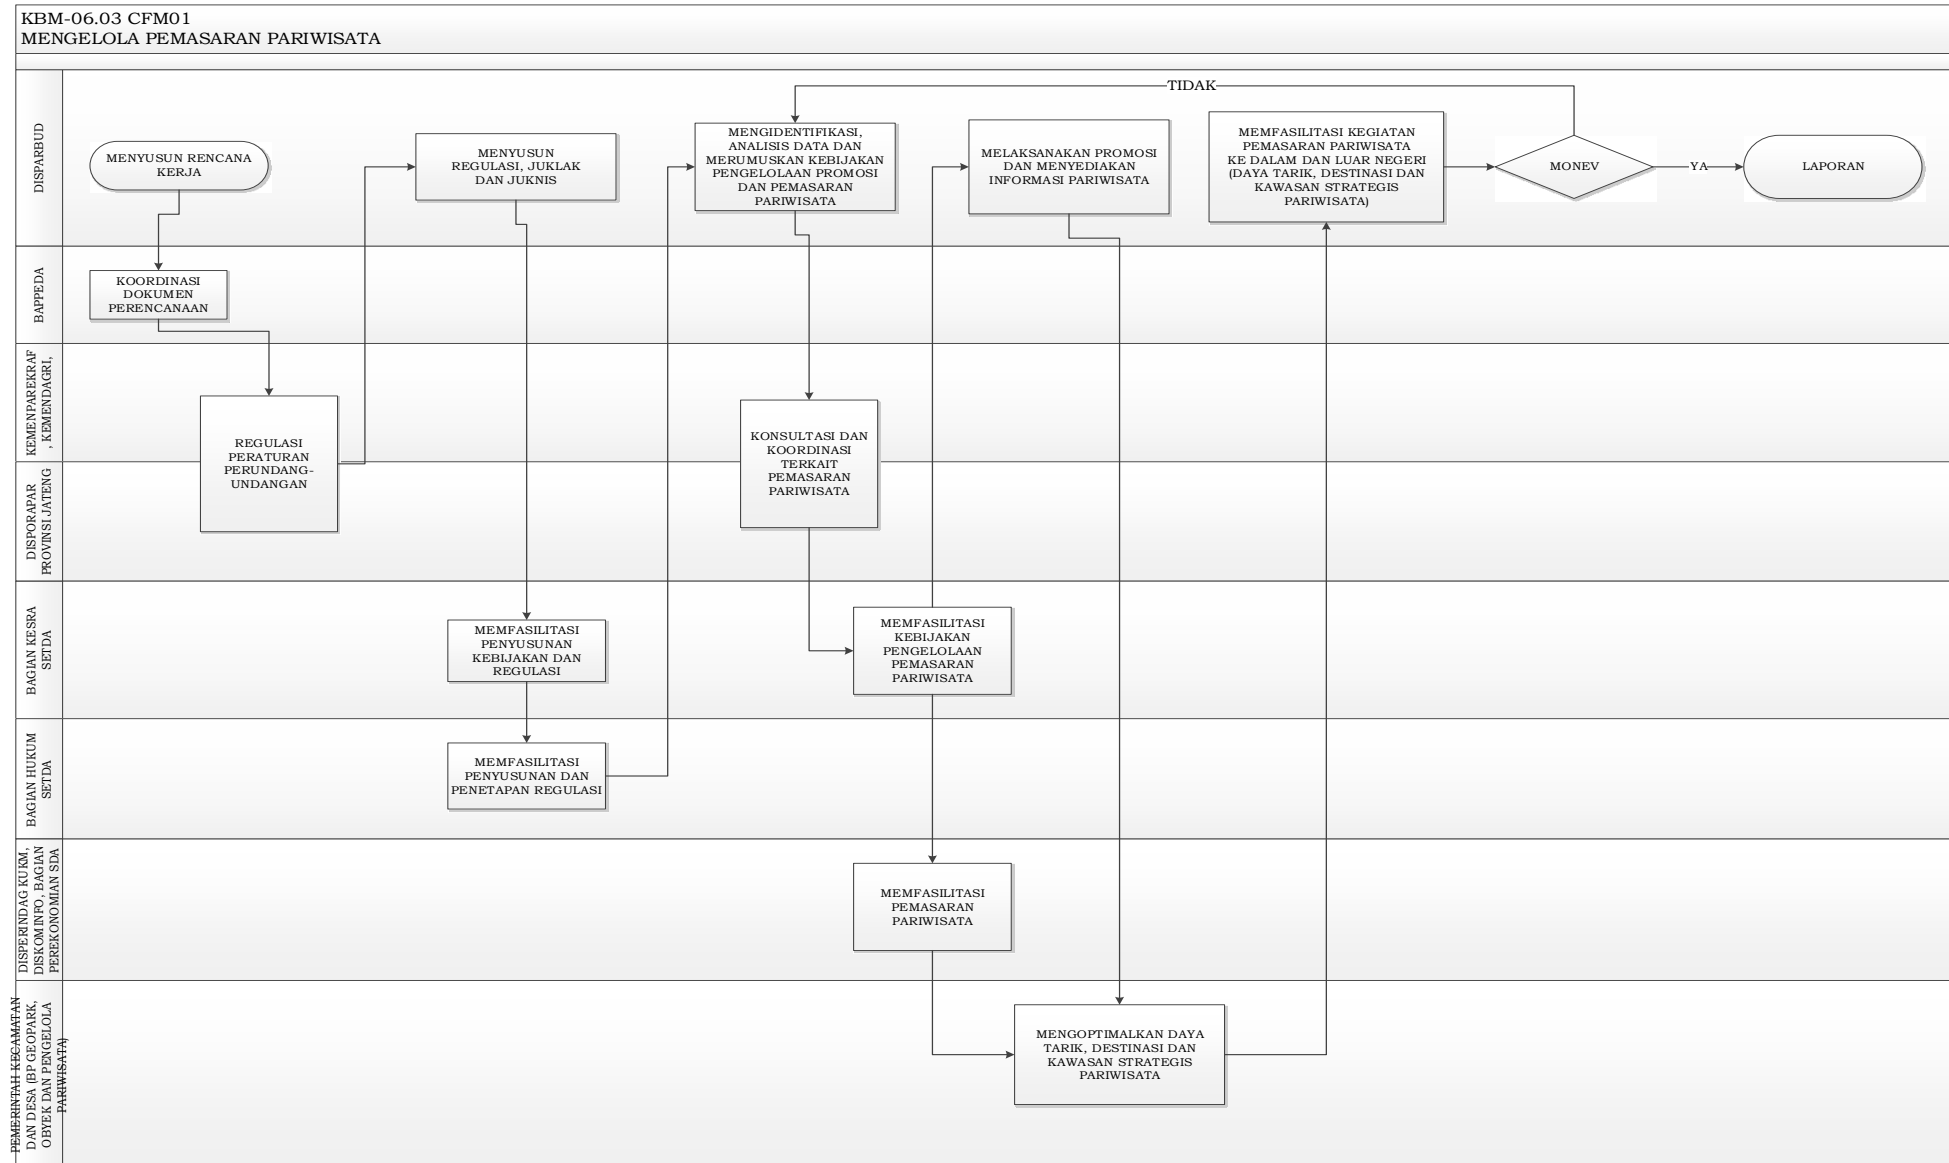 KBM-06.03 CFM01
MENGELOLA PEMASARAN PARIWISATA
DISPARBUD
MENYUSUN RENCANA
KERJA
MENYUSUN
REGULASI, JUKLAK
DAN JUKNIS
TIDAK
MENGIDENTIFIKASI,
ANALISIS DATA DAN
MERUMUSKAN KEBIJAKAN
PENGELOLAAN PROMOSI
DAN PEMASARAN
PARIWISATA
MELAKSANAKAN PROMOSI
DAN MENYEDIAKAN
INFORMASI PARIWISATA
MEMFASILITASI KEGIATAN
PEMASARAN PARIWISATA
KE DALAM DAN LUAR NEGERI
(DAYA TARIK, DESTINASI DAN
KAWASAN STRATEGIS
PARIWISATA)
MONEV
YA
LAPORAN
BAPPEDA
KOORDINASI
DOKUMEN
PERENCANAAN
KEMENPAREKRAF
, KEMENDAGRI,
REGULASI
PERATURAN
PERUNDANG-
UNDANGAN
KONSULTASI DAN
KOORDINASI
TERKAIT
PEMASARAN
PARIWISATA
DISPORAPAR
PROVINSI JATENG
BAGIAN KESRA
SETDA
MEMFASILITASI
PENYUSUNAN
KEBIJAKAN DAN
REGULASI
MEMFASILITASI
KEBIJAKAN
PENGELOLAAN
PEMASARAN
PARIWISATA
BAGIAN HUKUM
SETDA
MEMFASILITASI
PENYUSUNAN DAN
PENETAPAN REGULASI
DISPERINDAG KUKM,
DISKOMINFO, BAGIAN
PEREKONOMIAN SDA
MEMFASILITASI
PEMASARAN
PARIWISATA
PEMERINTAH KECAMATAN
DAN DESA (BP GEOPARK,
OBYEK DAN PENGELOLA
PARIWISATA)
MENGOPTIMALKAN DAYA
TARIK, DESTINASI DAN
KAWASAN STRATEGIS
PARIWISATA